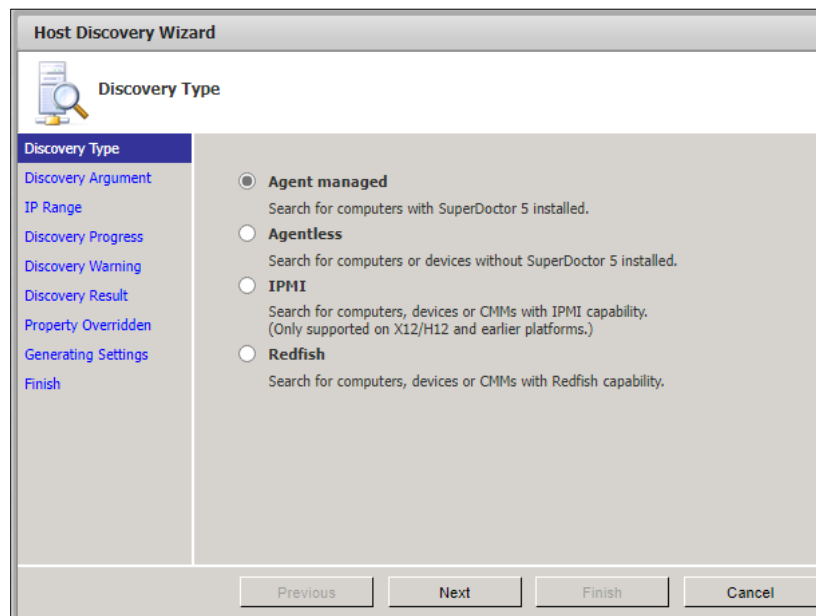 Host Discovery Wizard
Discovery Type
Discovery Type
Discovery Argument
IP Range
Discovery Progress
Discovery Warning
Discovery Result
Property Overridden
Generating Settings
Finish
Agent managed
Search for computers with SuperDoctor 5 installed.
Agentless
Search for computers or devices without SuperDoctor 5 installed.
IPMI
Search for computers, devices or CMMs with IPMI capability.
(Only supported on X12/H12 and earlier platforms.)
Redfish
Search for computers, devices or CMMs with Redfish capability.
Previous
Next
Finish
Cancel